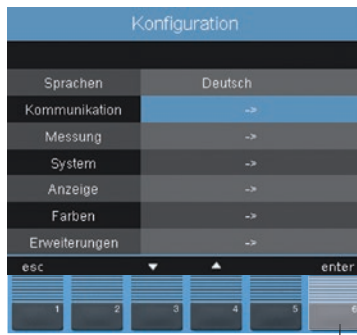 Konfiguration
Sprachen Deutsch
Kommunikation ->
Messung ->
System ->
Anzeige ->
Farben ->
Erweiterungen ->
esc ▼ ▲ enter
1 2 3 4 5 6